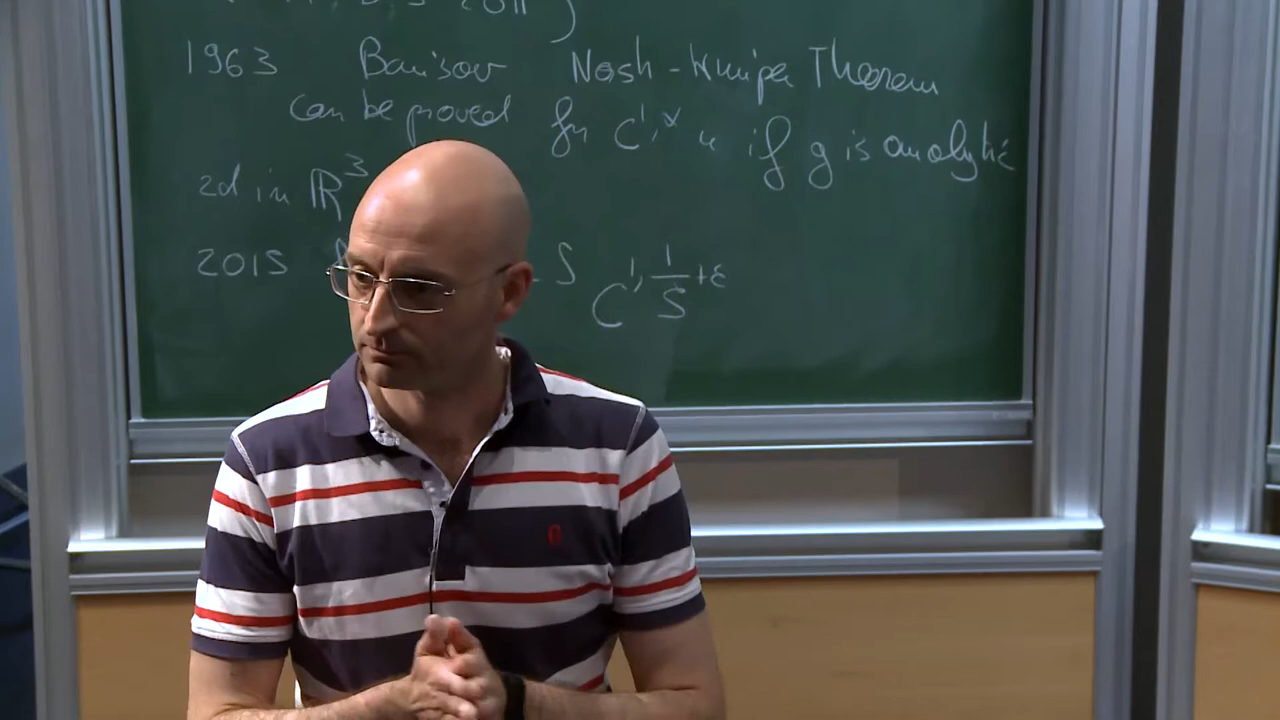 1963 Borisov Nash-Kuiper Theorem
can be proved for C^{1,α} u if g is analytic
2d in ℝ^3
2015 S C^{1,1/5+ε}